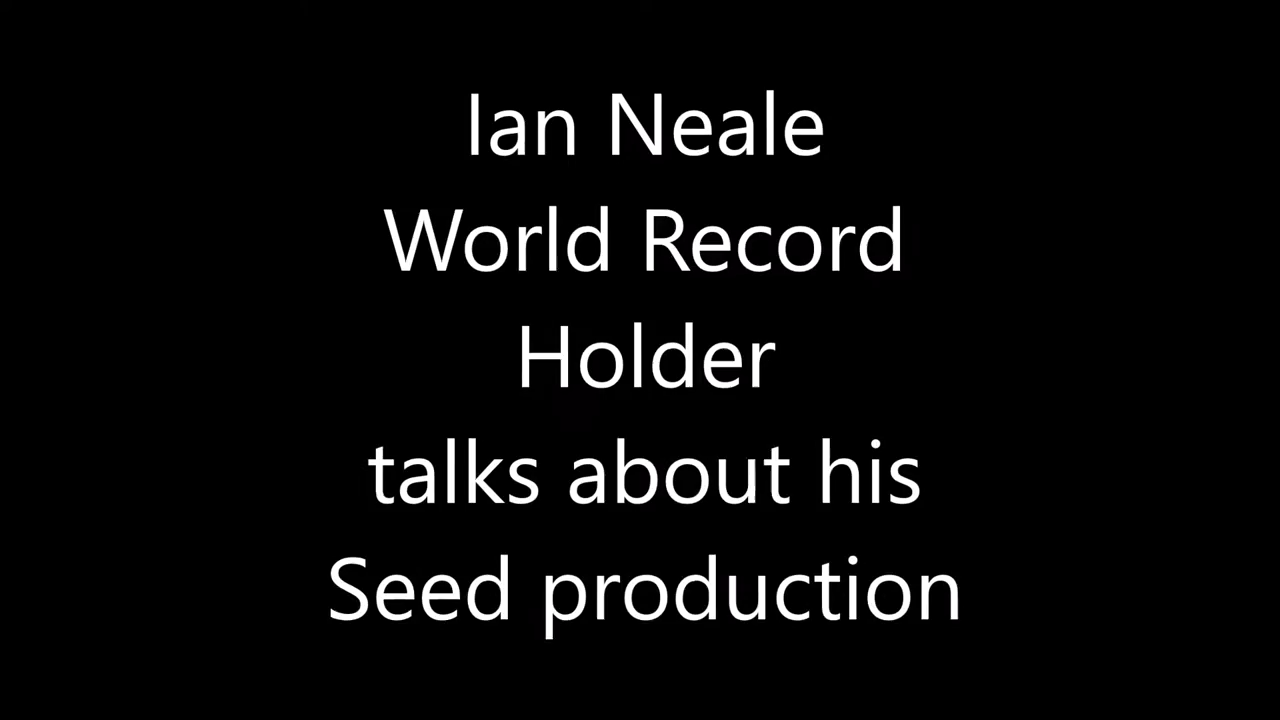 Ian Neale
World Record
Holder
talks about his
Seed production